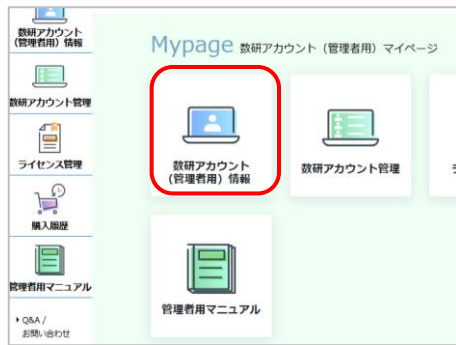 数研アカウント
(管理者用) 情報
数研アカウント管理
ライセンス管理
購入履歴
管理者用マニュアル
Q&A /
お問い合わせ
Mypage 数研アカウント (管理者用) マイページ
数研アカウント
(管理者用) 情報
数研アカウント管理
管理者用マニュアル